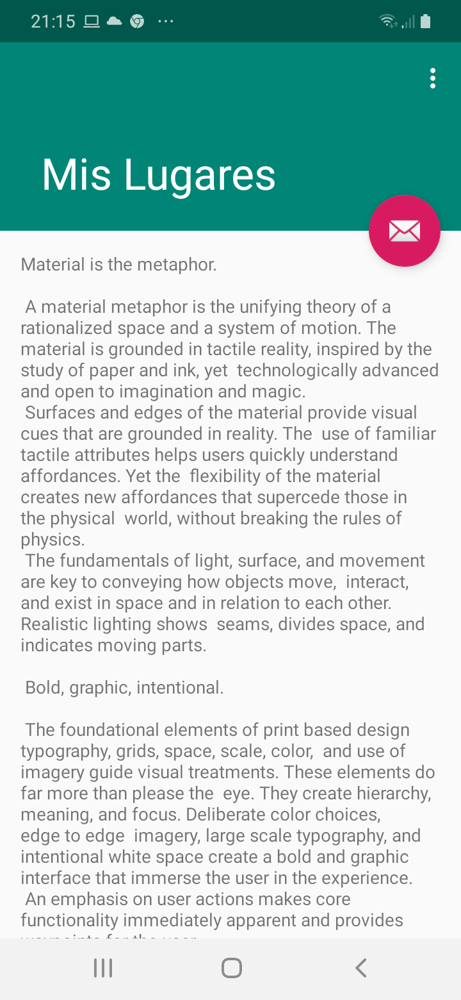 21:15
Mis Lugares
Material is the metaphor.
A material metaphor is the unifying theory of a
rationalized space and a system of motion. The
material is grounded in tactile reality, inspired by the
study of paper and ink, yet  technologically advanced
and open to imagination and magic.
Surfaces and edges of the material provide visual
cues that are grounded in reality. The  use of familiar
tactile attributes helps users quickly understand
affordances. Yet the  flexibility of the material
creates new affordances that supercede those in
the physical  world, without breaking the rules of
physics.
The fundamentals of light, surface, and movement
are key to conveying how objects move,  interact,
and exist in space and in relation to each other.
Realistic lighting shows  seams, divides space, and
indicates moving parts.
Bold, graphic, intentional.
The foundational elements of print based design
typography, grids, space, scale, color,  and use of
imagery guide visual treatments. These elements do
far more than please the  eye. They create hierarchy,
meaning, and focus. Deliberate color choices,
edge to edge  imagery, large scale typography, and
intentional white space create a bold and graphic
interface that immerse the user in the experience.
An emphasis on user actions makes core
functionality immediately apparent and provides